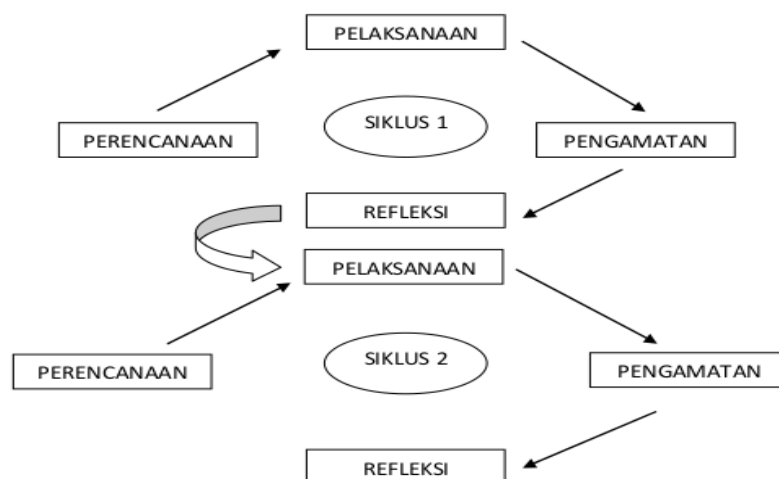 PELAKSANAAN
SIKLUS 1
PERENCANAAN
PENGAMATAN
REFLEKSI
PELAKSANAAN
SIKLUS 2
PERENCANAAN
PENGAMATAN
REFLEKSI